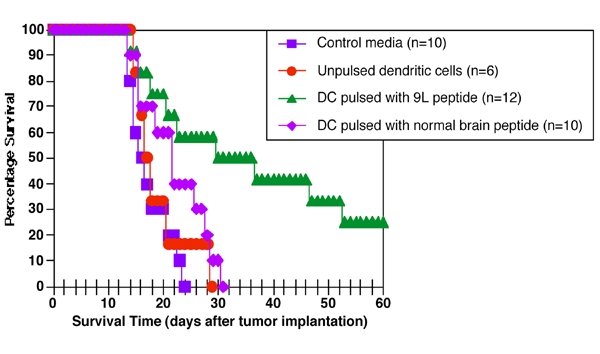 Percentage Survival
100
90
80
70
60
50
40
30
20
10
0
0 10 20 30 40 50 60
Survival Time (days after tumor implantation)
Control media (n=10)
Unpulsed dendritic cells (n=6)
DC pulsed with 9L peptide (n=12)
DC pulsed with normal brain peptide (n=10)